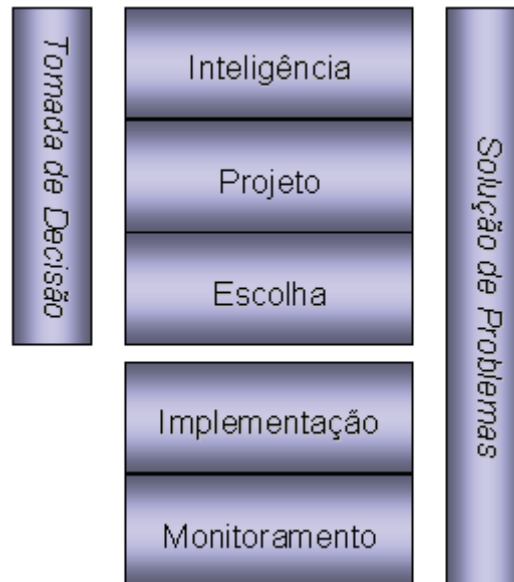 Tomada de Decisão
Inteligência
Projeto
Escolha
Implementação
Monitoramento
Solução de Problemas